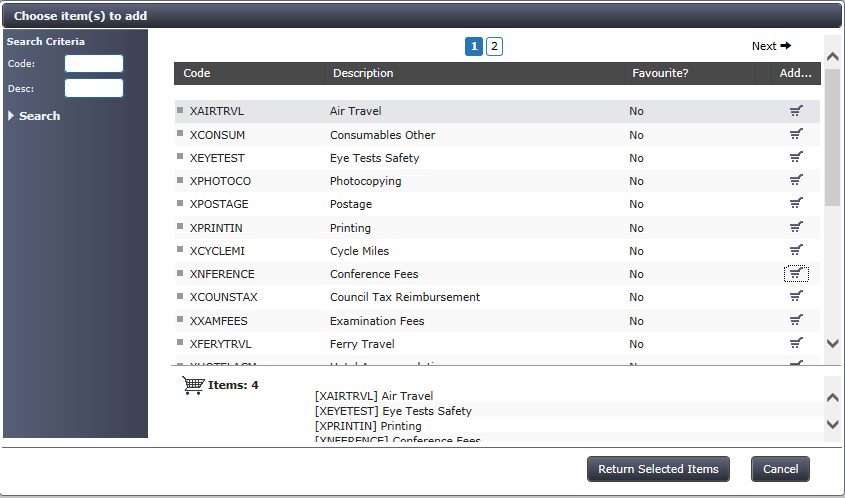 Choose item(s) to add
Search Criteria
Code:
Desc:
Search
1 2 Next
Code Description Favourite? Add...
XAIRTRVL Air Travel No
XCONSUM Consumables Other No
XEYETEST Eye Tests Safety No
XPHOTOCO Photocopying No
XPOSTAGE Postage No
XPRINTIN Printing No
XCYCLEMI Cycle Miles No
XNFERENCE Conference Fees No
XCOUNSTAX Council Tax Reimbursement No
XXAMFEES Examination Fees No
XFERYTRVL Ferry Travel No
Items: 4
[XAIRTRVL] Air Travel
[XEYETEST] Eye Tests Safety
[XPRINTIN] Printing
[XNFERENCE] Conference Fees
Return Selected Items Cancel